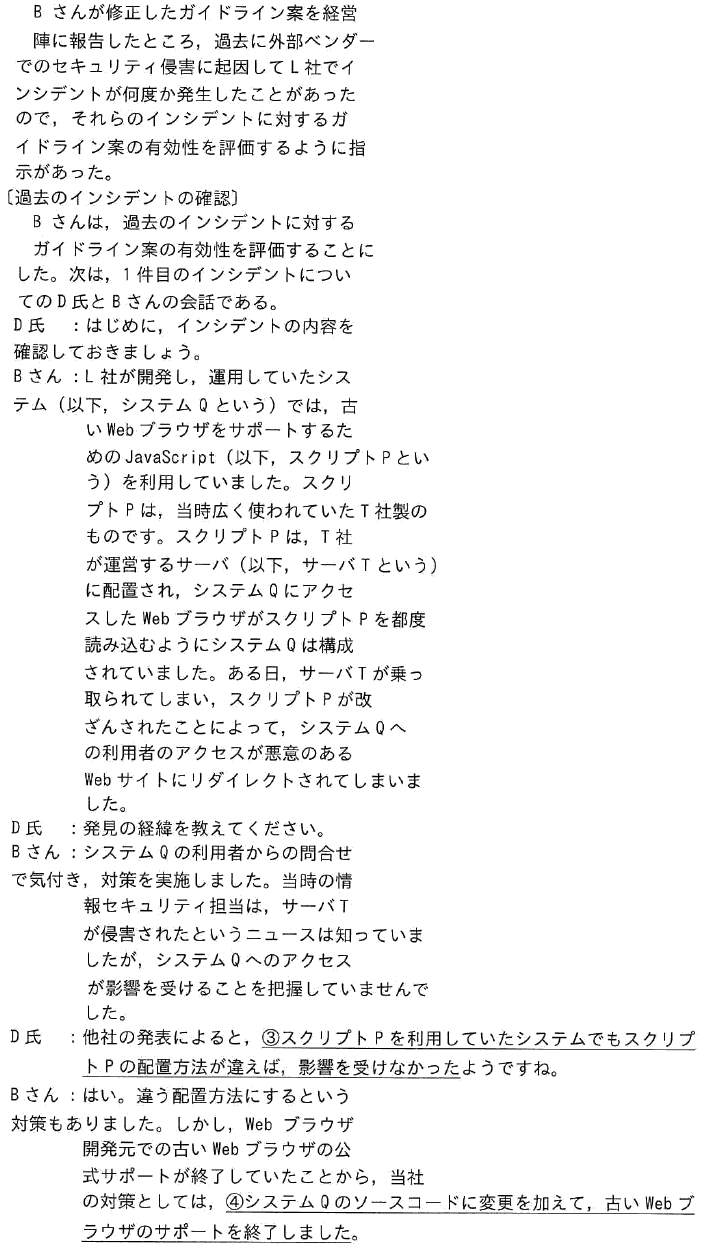 B さんが修正したガイドライン案を経営
陣に報告したところ，過去に外部ベンダー
でのセキュリティ侵害に起因してL社でイ
ンシデントが何度か発生したことがあった
ので，それらのインシデントに対するガ
イドライン案の有効性を評価するように指
示があった。
〔過去のインシデントの確認〕
B さんは，過去のインシデントに対する
ガイドライン案の有効性を評価することに
した。次は，1件目のインシデントについ
てのD氏とBさんの会話である。
D氏　：はじめに，インシデントの内容を
確認しておきましょう。
Bさん：L社が開発し，運用していたシス
テム（以下，システムQという）では，古
いWebブラウザをサポートするた
めのJavaScript（以下，スクリプトPとい
う）を利用していました。スクリ
プトPは，当時広く使われていたT社製の
ものです。スクリプトPは，T社
が運営するサーバ（以下，サーバTという）
に配置され，システムQにアクセ
スしたWebブラウザがスクリプトPを都度
読み込むようにシステムQは構成
されていました。ある日，サーバTが乗っ
取られてしまい，スクリプトPが改
ざんされたことによって，システムQへ
の利用者のアクセスが悪意のある
Webサイトにリダイレクトされてしまいま
した。
D氏　：発見の経緯を教えてください。
Bさん：システムQの利用者からの問合せ
で気付き，対策を実施しました。当時の情
報セキュリティ担当は，サーバT
が侵害されたというニュースは知っていま
したが，システムQへのアクセス
が影響を受けることを把握していませんで
した。
D氏　：他社の発表によると，③スクリプトPを利用していたシステムでもスクリプ
トPの配置方法が違えば，影響を受けなかったようですね。
Bさん：はい。違う配置方法にするという
対策もありました。しかし，Web ブラウザ
開発元での古いWebブラウザの公
式サポートが終了していたことから，当社
の対策としては，④システムQのソースコードに変更を加えて，古いWebブ
ラウザのサポートを終了しました。